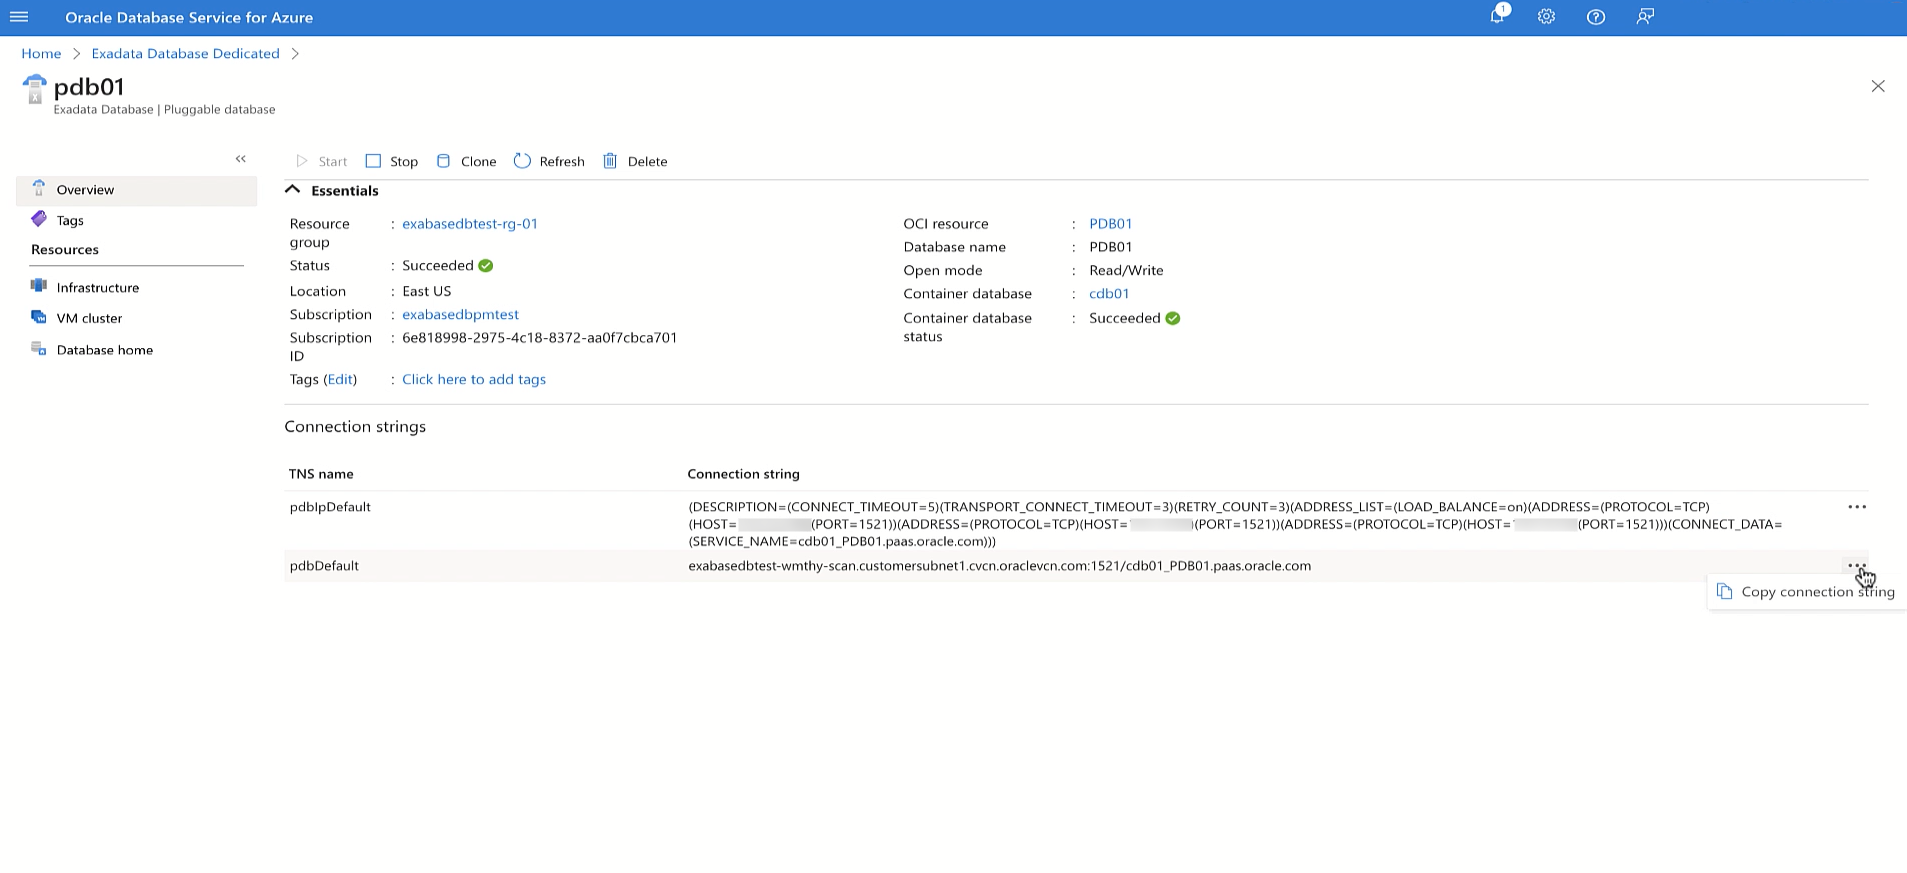 Oracle Database Service for Azure
1
Home > Exadata Database Dedicated >
pdb01
Exadata Database | Pluggable database
«
Start Stop Clone Refresh Delete
Overview
Tags
Resources
Infrastructure
VM cluster
Database home
Essentials
Resource group : exabasedbtest-rg-01
Status : Succeeded
Location : East US
Subscription : exabasedbpmtest
Subscription ID : 6e818998-2975-4c18-8372-aa0f7cbca701
Tags (Edit) : Click here to add tags
OCI resource : PDB01
Database name : PDB01
Open mode : Read/Write
Container database : cdb01
Container database status : Succeeded
Connection strings
TNS name Connection string
pdbIpDefault
(DESCRIPTION=(CONNECT_TIMEOUT=5)(TRANSPORT_CONNECT_TIMEOUT=3)(RETRY_COUNT=3)(ADDRESS_LIST=(LOAD_BALANCE=on)(ADDRESS=(PROTOCOL=TCP)
(HOST= (PORT=1521))(ADDRESS=(PROTOCOL=TCP)(HOST= (PORT=1521))(ADDRESS=(PROTOCOL=TCP)(HOST= (PORT=1521)))(CONNECT_DATA=
(SERVICE_NAME=cdb01_PDB01.paas.oracle.com)))
pdbDefault exabasedbtest-wmthy-scan.customersubnet1.cvcn.oraclevcn.com:1521/cdb01_PDB01.paas.oracle.com
Copy connection string